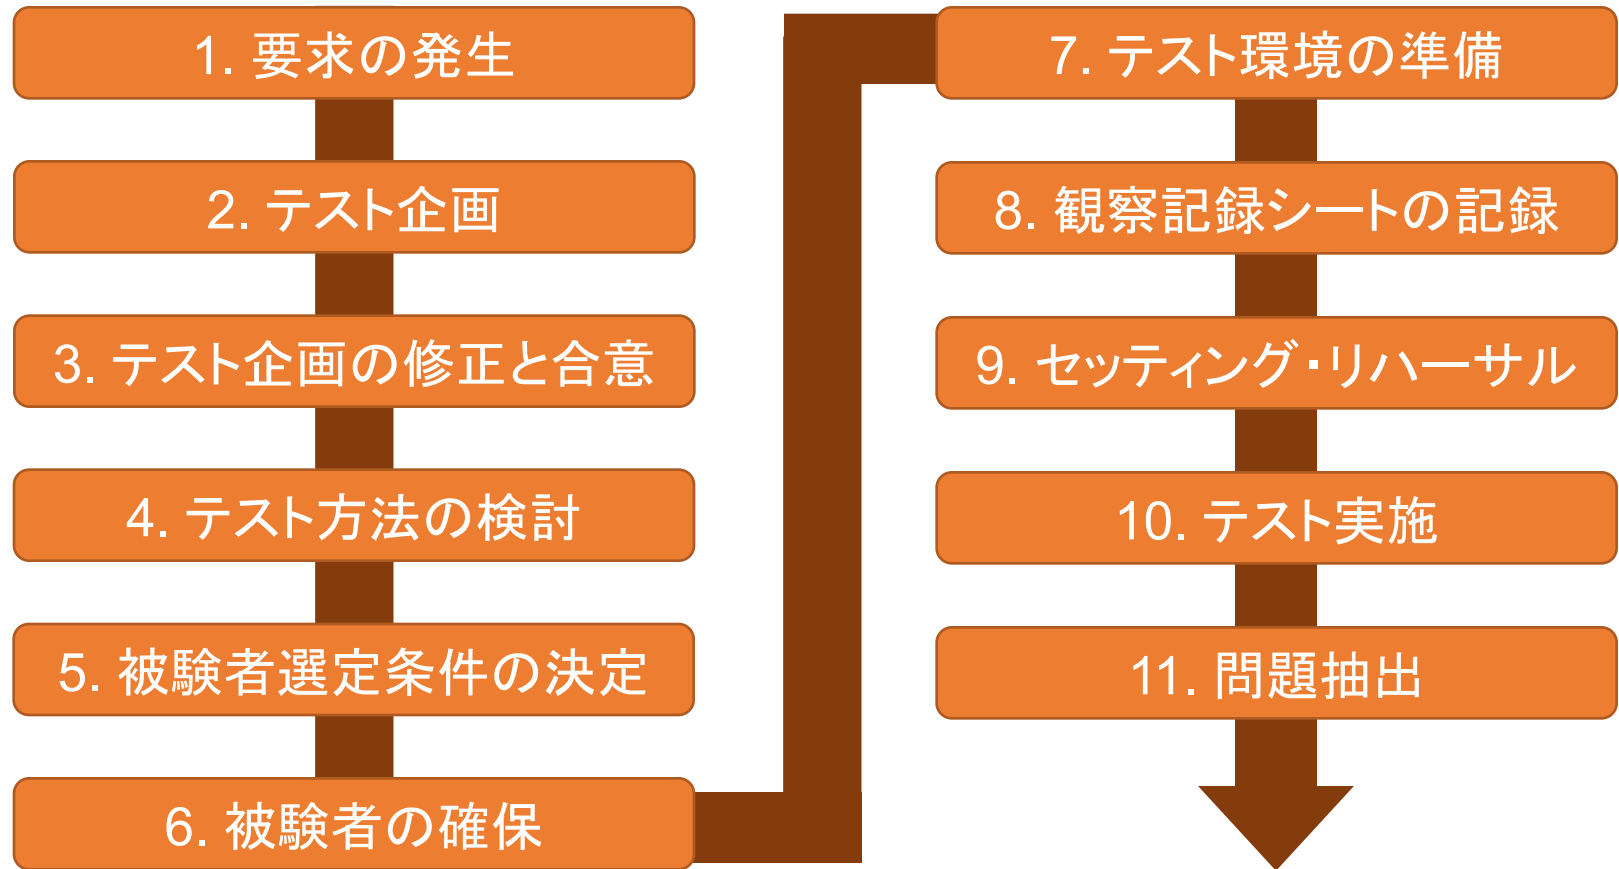 1. 要求の発生
2. テスト企画
3. テスト企画の修正と合意
4. テスト方法の検討
5. 被験者選定条件の決定
6. 被験者の確保
7. テスト環境の準備
8. 観察記録シートの記録
9. セッティング・リハーサル
10. テスト実施
11. 問題抽出